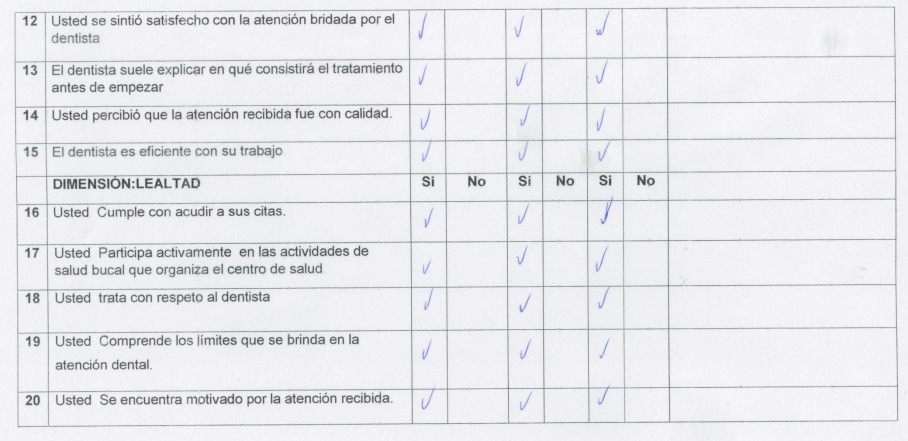 12 Usted se sintió satisfecho con la atención bridada por el
dentista ✓ ✓ ✓
13 El dentista suele explicar en qué consistirá el tratamiento
antes de empezar ✓ ✓ ✓
14 Usted percibió que la atención recibida fue con calidad. ✓ ✓ ✓
15 El dentista es eficiente con su trabajo ✓ ✓ ✓
DIMENSIÓN:LEALTAD Si No Si No Si No
16 Usted Cumple con acudir a sus citas. ✓ ✓ ✓
17 Usted Participa activamente en las actividades de
salud bucal que organiza el centro de salud ✓ ✓ ✓
18 Usted trata con respeto al dentista ✓ ✓ ✓
19 Usted Comprende los límites que se brinda en la
atención dental. ✓ ✓ ✓
20 Usted Se encuentra motivado por la atención recibida. ✓ ✓ ✓